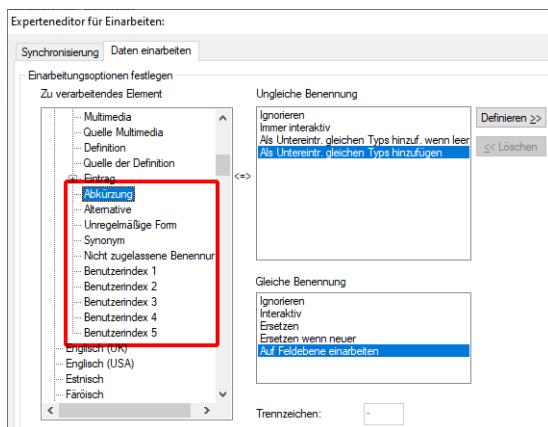 Experteneditor für Einarbeiten:
Synchronisierung
Daten einarbeiten
Einarbeitungsoptionen festlegen
Zu verarbeitendes Element
Multimedia
Quelle Multimedia
Definition
Quelle der Definition
Eintrag
Abkürzung
Alternative
Unregelmäßige Form
Synonym
Nicht zugelassene Benennur
Benutzerindex 1
Benutzerindex 2
Benutzerindex 3
Benutzerindex 4
Benutzerindex 5
Englisch (UK)
Englisch (USA)
Estnisch
Färöisch
<=>
Ungleiche Benennung
Ignorieren
Immer interaktiv
Als Untereintr. gleichen Typs hinzuf. wenn leer
Als Untereintr. gleichen Typs hinzufügen
Definieren >>
<< Löschen
Gleiche Benennung
Ignorieren
Interaktiv
Ersetzen
Ersetzen wenn neuer
Auf Feldebene einarbeiten
Trennzeichen:
-